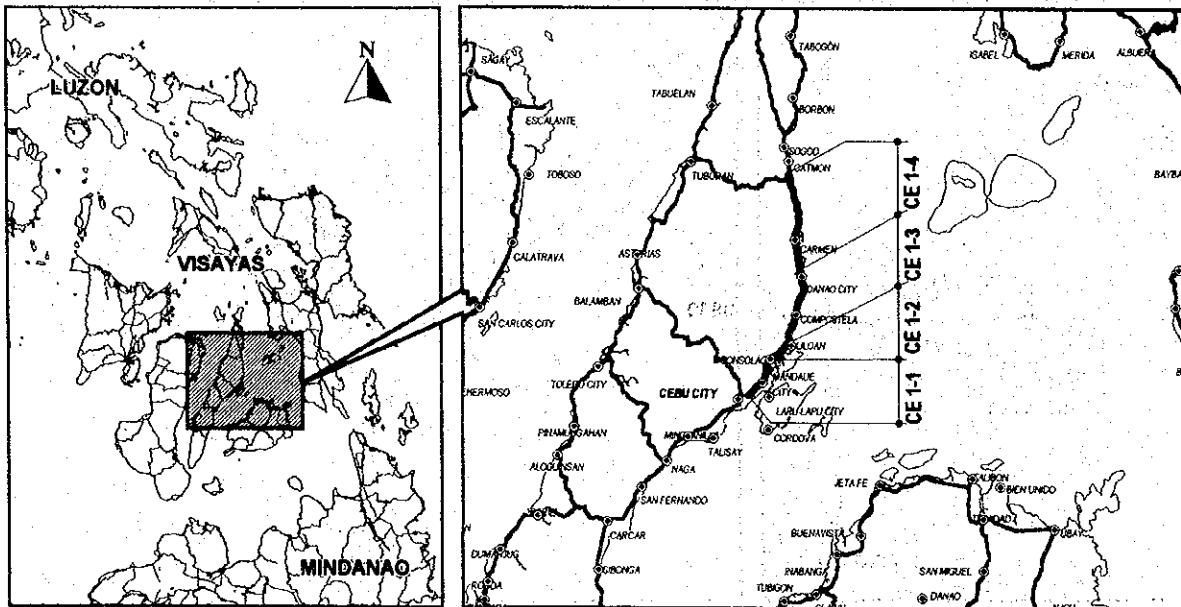 N
LUZON
VISAYAS
MINDANAO
TABOGON
ISABEL
MERIDA
ALBUERA
SAGAY
TABUELAN
BORBON
ESCALANTE
SOGOD
CATMON
TOBOSO
TUBURAN
CE 1-4
CARMEN
CALATRAVA
ASTURIAS
CE 1-3
DANAO CITY
BALAMBAN
SAN CARLOS CITY
COMPOSTELA
CE 1-2
LILOAN
CONSOLACION
TOLEDO CITY
MANDAUE
CITY
CEBU CITY
CE 1-1
LAPU LAPU CITY
CORDOVA
PINAMUNGAHAN
TALISAY
ALOGUINSAN
NAGA
JETAFE
TALIBON
BIEN UNIDO
SAN FERNANDO
TRINIDAD
UBAY
BUENAVISTA
CARCAR
DUMANJUG
SIBONGA
INABANGA
SAN MIGUEL
RONDA
TUBIGON
DANAO